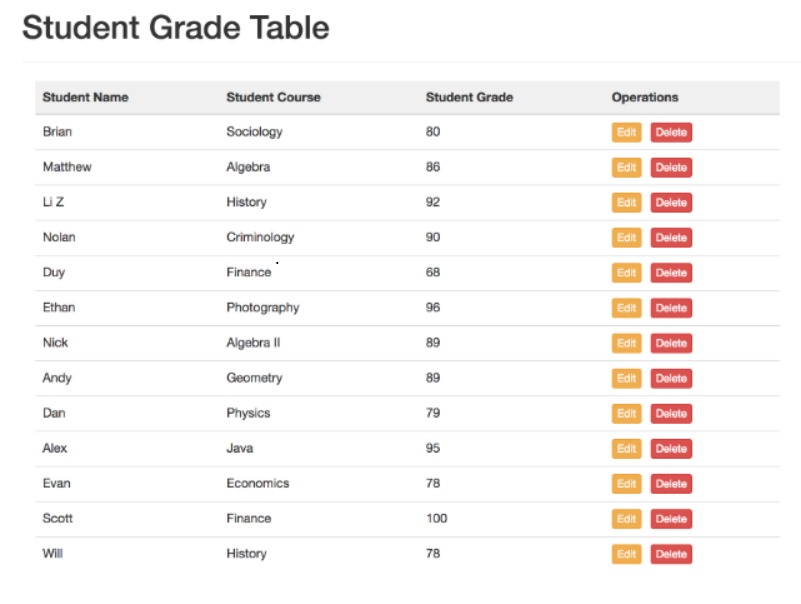 Student Grade Table
Student Name Student Course Student Grade Operations
Brian Sociology 80 Edit Delete
Matthew Algebra 86 Edit Delete
Li Z History 92 Edit Delete
Nolan Criminology 90 Edit Delete
Duy Finance 68 Edit Delete
Ethan Photography 96 Edit Delete
Nick Algebra II 89 Edit Delete
Andy Geometry 89 Edit Delete
Dan Physics 79 Edit Delete
Alex Java 95 Edit Delete
Evan Economics 78 Edit Delete
Scott Finance 100 Edit Delete
Will History 78 Edit Delete